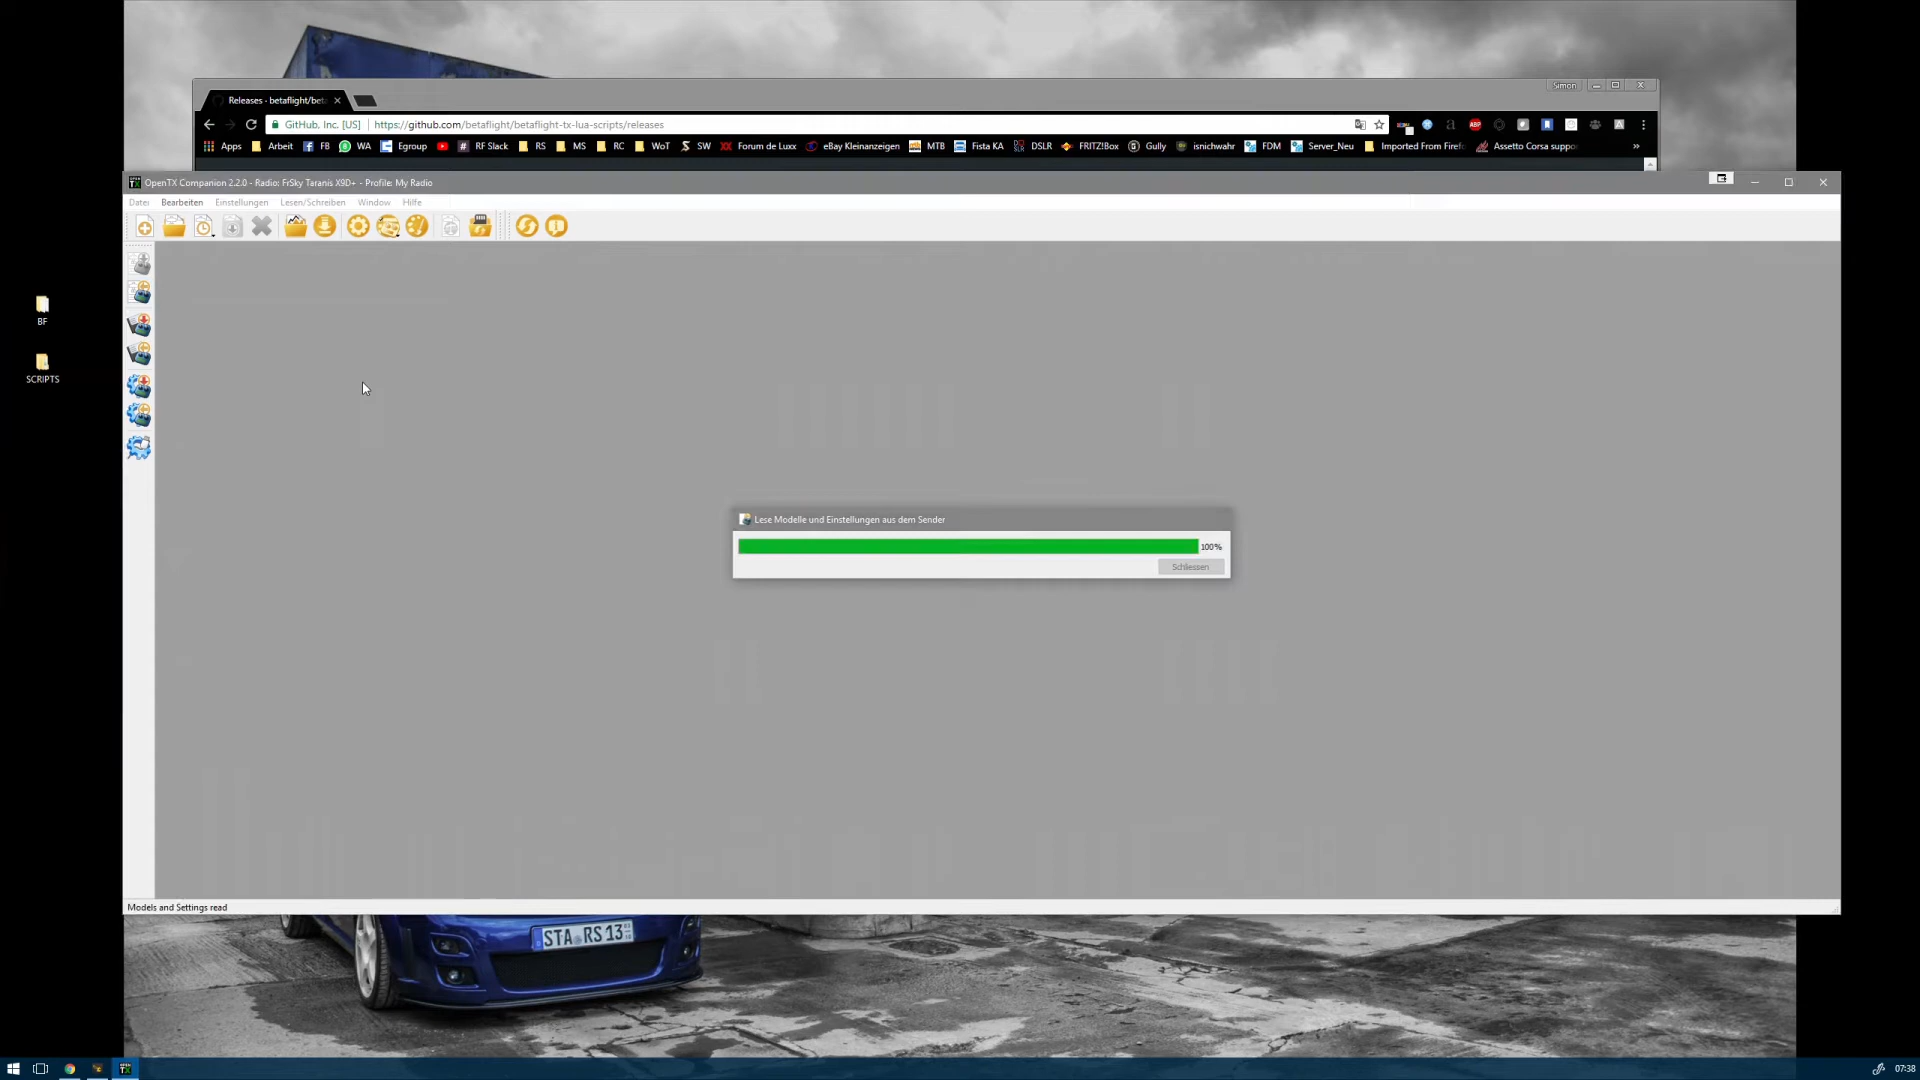 Simon
Releases - betaflight/beta
GitHub, Inc. [US] https://github.com/betaflight/betaflight-tx-lua-scripts/releases
ABP
Apps Arbeit FB WA Egroup RF Slack RS MS RC WoT SW Forum de Luxx eBay Kleinanzeigen MTB Fista KA DSLR FRITZ!Box Gully isnichwahr FDM Server_Neu Imported From Firef Assetto Corsa suppo
OpenTX Companion 2.2.0 - Radio: FrSky Taranis X9D+ - Profile: My Radio
Datei Bearbeiten Einstellungen Lesen/Schreiben Window Hilfe
BF
SCRIPTS
Lese Modelle und Einstellungen aus dem Sender
100%
Schliessen
Models and Settings read
STA RS 13
07:38